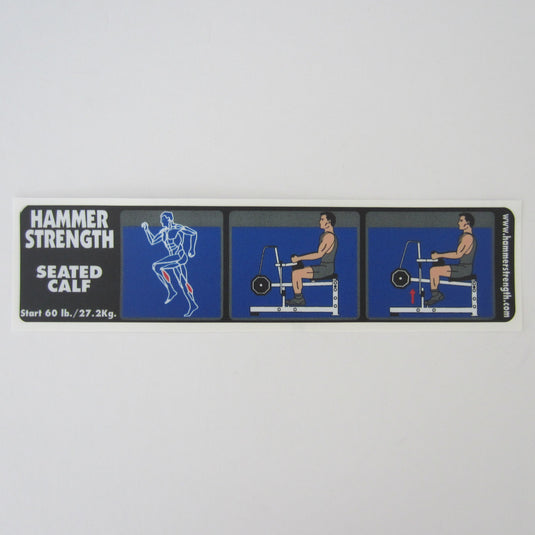 HAMMER
STRENGTH
SEATED
CALF
Start 60 lb./27.2Kg.
www.hammerstrength.com